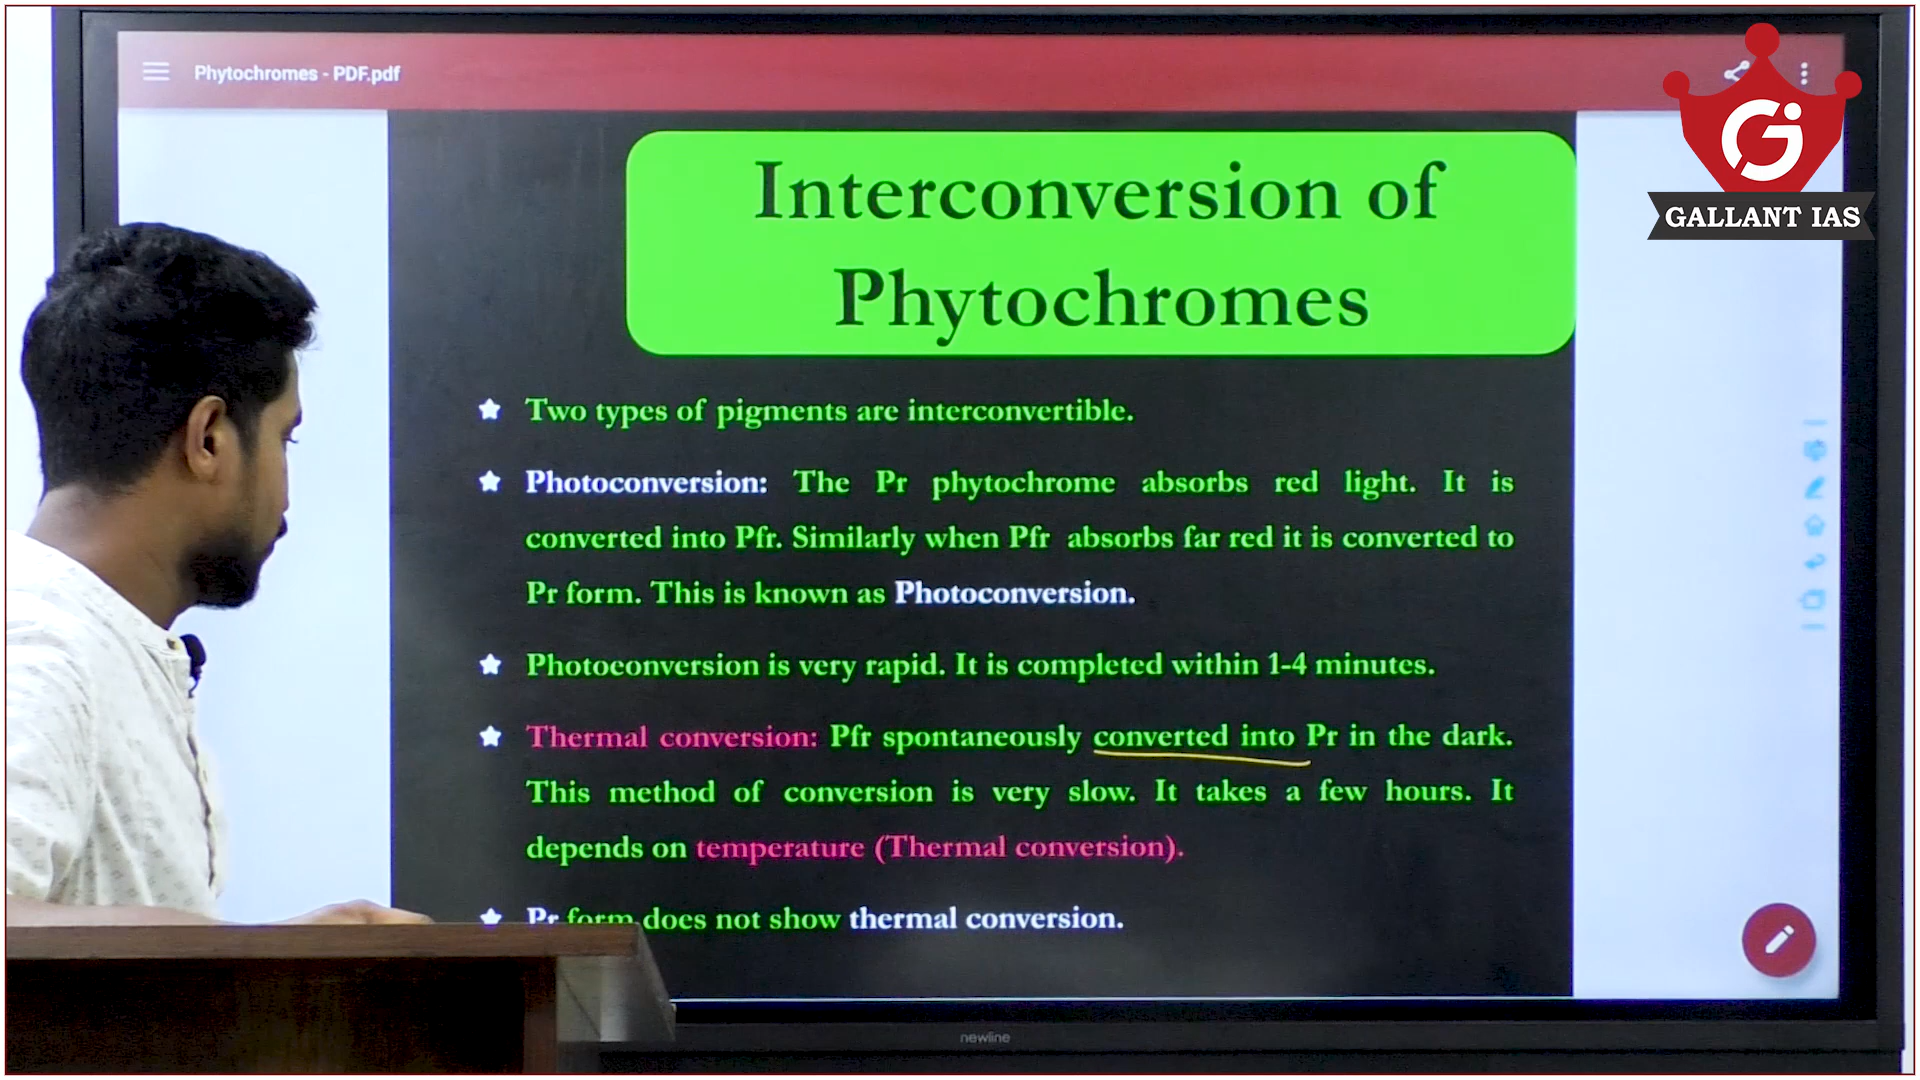 Phytochromes - PDF.pdf
GALLANT IAS
Interconversion of
Phytochromes
Two types of pigments are interconvertible.
Photoconversion: The Pr phytochrome absorbs red light. It is
converted into Pfr. Similarly when Pfr absorbs far red it is converted to
Pr form. This is known as Photoconversion.
Photoconversion is very rapid. It is completed within 1-4 minutes.
Thermal conversion: Pfr spontaneously converted into Pr in the dark.
This method of conversion is very slow. It takes a few hours. It
depends on temperature (Thermal conversion).
Pr form does not show thermal conversion.
newline